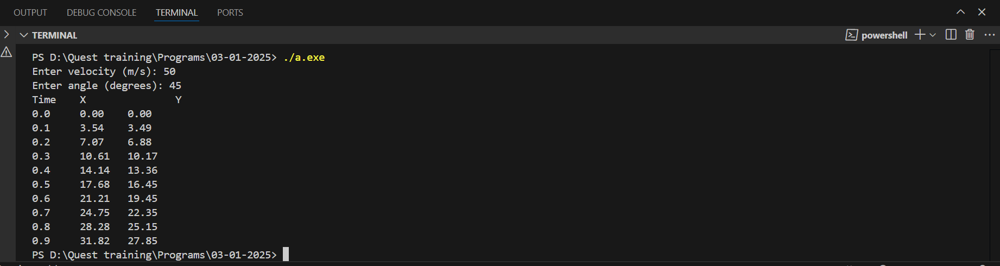 OUTPUT DEBUG CONSOLE TERMINAL PORTS
TERMINAL powershell
PS D:\Quest training\Programs\03-01-2025> ./a.exe
Enter velocity (m/s): 50
Enter angle (degrees): 45
Time X Y
0.0 0.00 0.00
0.1 3.54 3.49
0.2 7.07 6.88
0.3 10.61 10.17
0.4 14.14 13.36
0.5 17.68 16.45
0.6 21.21 19.45
0.7 24.75 22.35
0.8 28.28 25.15
0.9 31.82 27.85
PS D:\Quest training\Programs\03-01-2025>